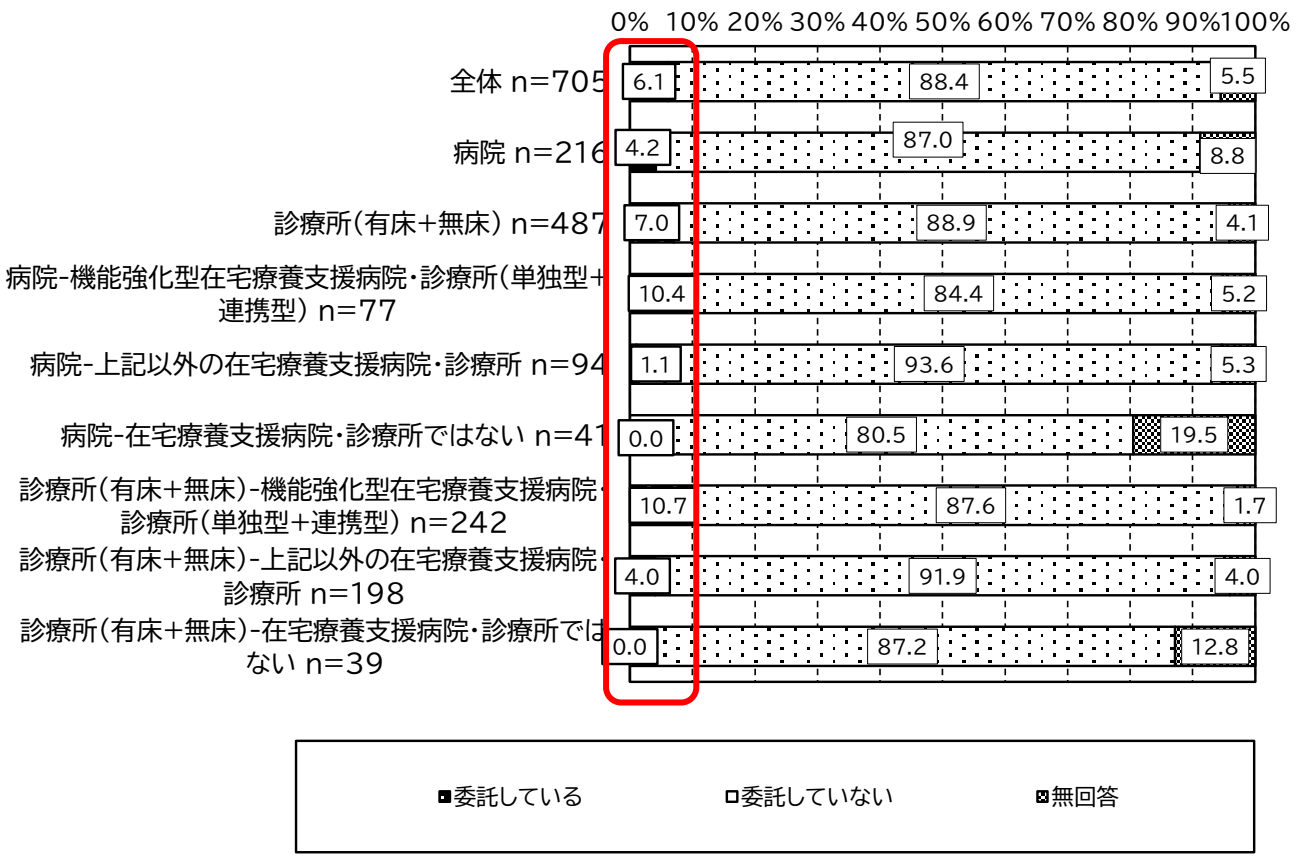 0% 10% 20% 30% 40% 50% 60% 70% 80% 90%100%
全体 n=705 6.1 88.4 5.5
病院 n=216 4.2 87.0 8.8
診療所(有床+無床) n=487 7.0 88.9 4.1
病院-機能強化型在宅療養支援病院・診療所(単独型+
連携型) n=77 10.4 84.4 5.2
病院-上記以外の在宅療養支援病院・診療所 n=94 1.1 93.6 5.3
病院-在宅療養支援病院・診療所ではない n=41 0.0 80.5 19.5
診療所(有床+無床)-機能強化型在宅療養支援病院・
診療所(単独型+連携型) n=242 10.7 87.6 1.7
診療所(有床+無床)-上記以外の在宅療養支援病院・
診療所 n=198 4.0 91.9 4.0
診療所(有床+無床)-在宅療養支援病院・診療所では
ない n=39 0.0 87.2 12.8
委託している 委託していない 無回答